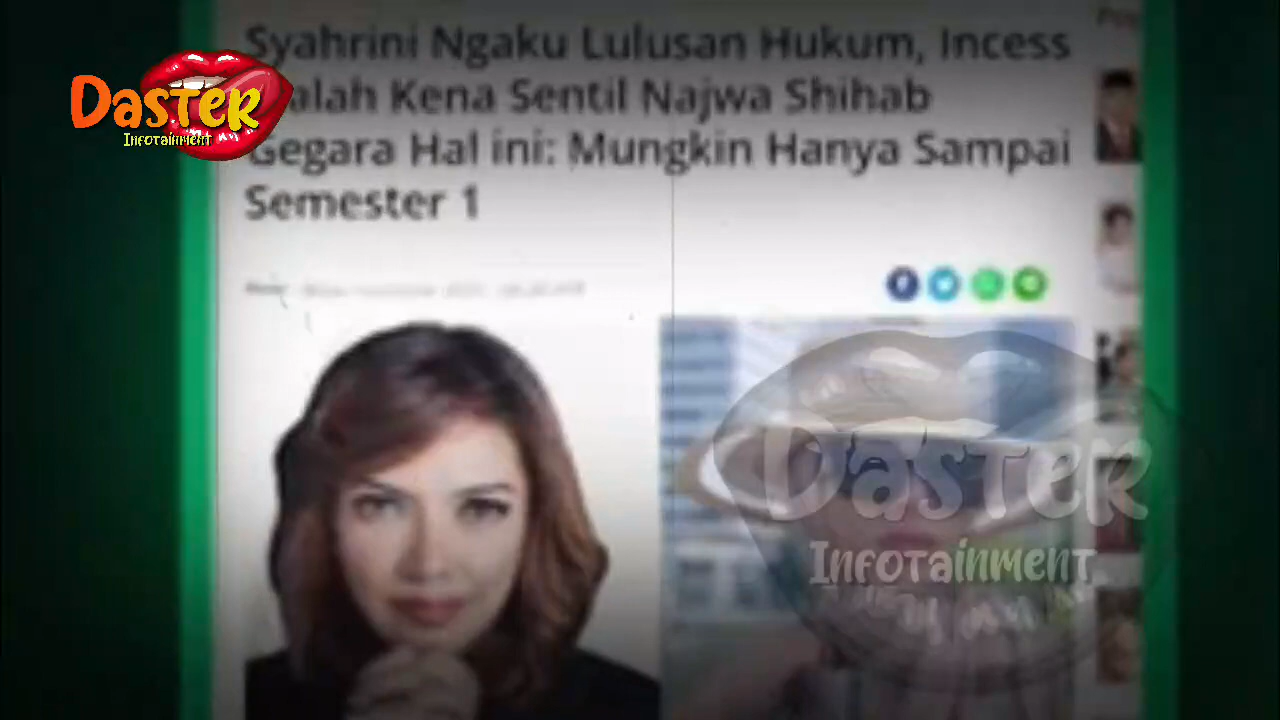 Syahrini Ngaku Lulusan Hukum, Incess
alah Kena Sentil Najwa Shihab
Gegara Hal ini: Mungkin Hanya Sampai
Semester 1
DASTER
INFOTAINMENT
DASTER
INFOTAINMENT